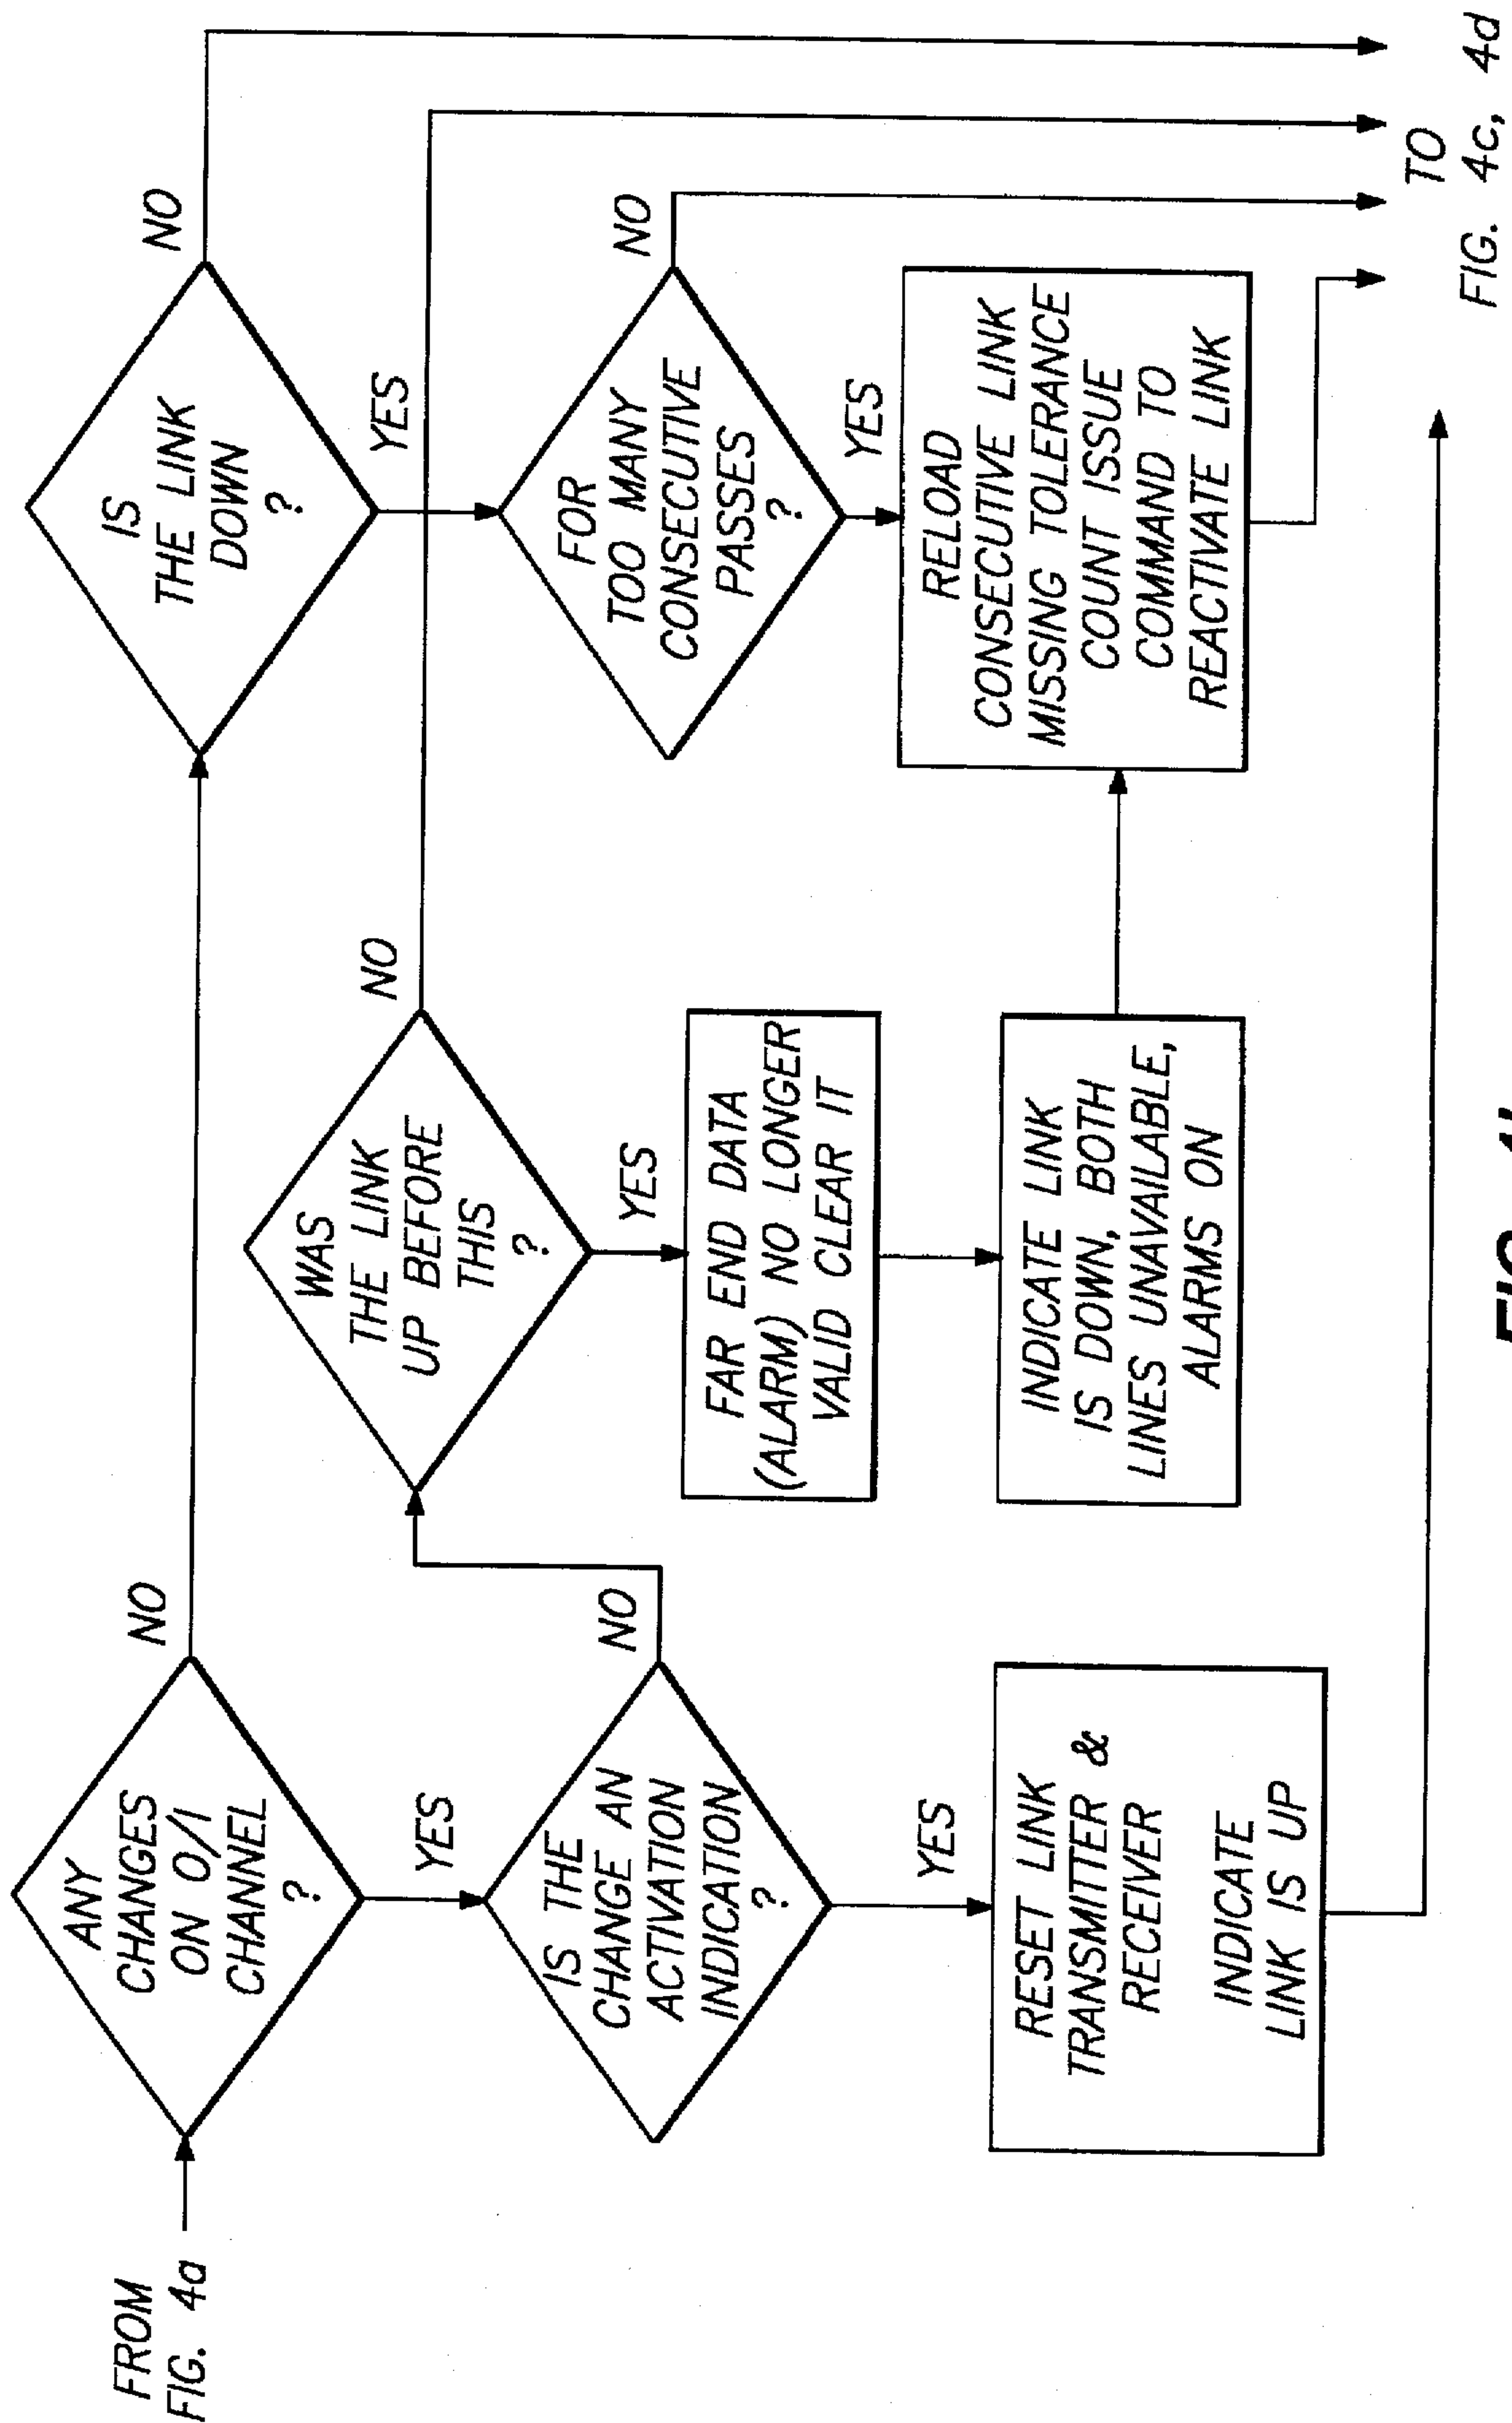 FROM
FIG. 4a
ANY
CHANGES
ON O/I
CHANNEL
?
NO
YES
IS THE
CHANGE AN
ACTIVATION
INDICATION
?
NO
YES
RESET LINK
TRANSMITTER &
RECEIVER
INDICATE
LINK IS UP
WAS
THE LINK
UP BEFORE
THIS
?
NO
YES
FAR END DATA
(ALARM) NO LONGER
VALID CLEAR IT
INDICATE LINK
IS DOWN, BOTH
LINES UNAVAILABLE,
ALARMS ON
IS
THE LINK
DOWN
?
NO
YES
FOR
TOO MANY
CONSECUTIVE
PASSES
?
NO
YES
RELOAD
CONSECUTIVE LINK
MISSING TOLERANCE
COUNT ISSUE
COMMAND TO
REACTIVATE LINK
TO
FIG. 4c, 4d